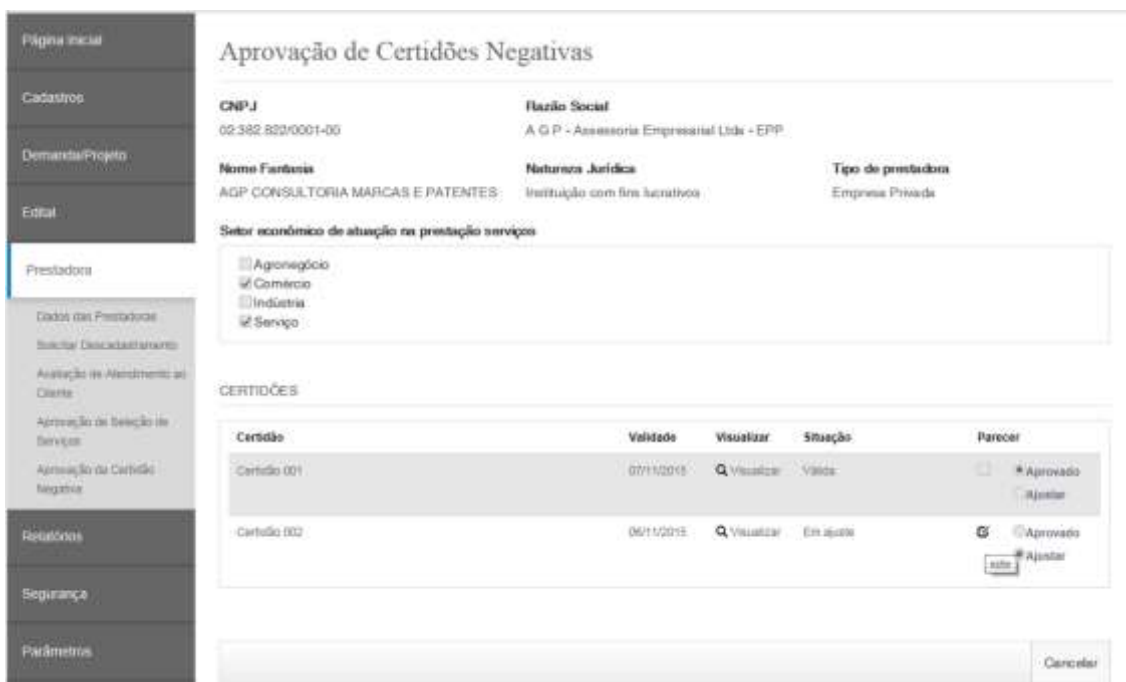 Página Inicial
Cadastros
Demanda/Projeto
Edital
Prestadora
Dados das Prestadoras
Solicitar Descadastramento
Avaliação de Atendimento ao
Cliente
Aprovação de Seleção de
Serviços
Aprovação da Certidão
Negativa
Relatórios
Segurança
Parâmetros
Aprovação de Certidões Negativas
CNPJ Razão Social
02.382.822/0001-00 A G P - Assessoria Empresarial Ltda - EPP
Nome Fantasia Natureza Jurídica Tipo de prestadora
AGP CONSULTORIA MARCAS E PATENTES Instituição com fins lucrativos Empresa Privada
Setor econômico de atuação na prestação serviços
Agronegócio
Comércio
Indústria
Serviço
CERTIDÕES
Certidão Validade Visualizar Situação Parecer
Certidão 001 07/11/2015 Visualizar Válida Aprovado
Ajustar
Certidão 002 06/11/2015 Visualizar Em ajuste Aprovado
Ajustar
Cancelar